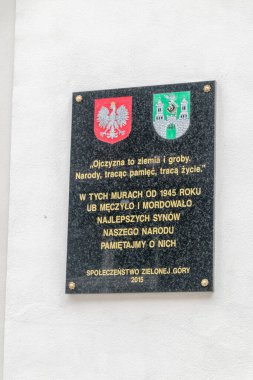 „Ojczyzna to ziemia i groby.
Narody, tracąc pamięć, tracą życie."
W TYCH MURACH OD 1945 ROKU
UB MĘCZYŁO I MORDOWAŁO
NAJLEPSZYCH SYNÓW
NASZEGO NARODU
PAMIĘTAJMY O NICH
SPOŁECZEŃSTWO ZIELONEJ GÓRY
2015